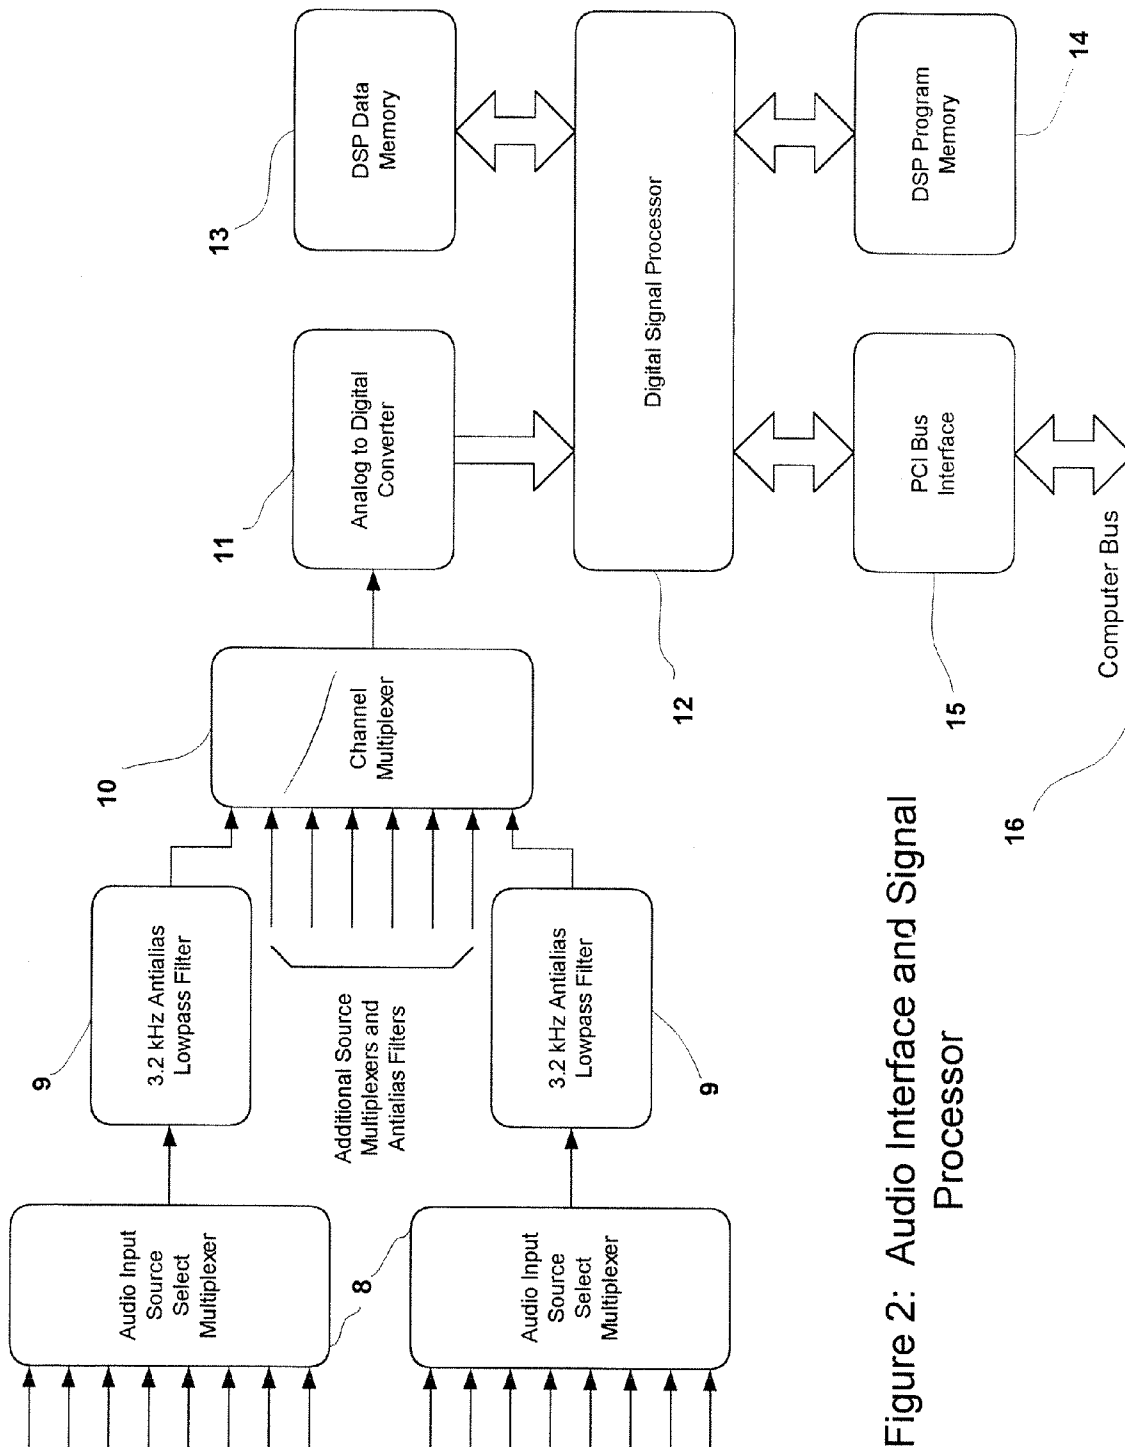 Audio Input
Source
Select
Multiplexer
8
Audio Input
Source
Select
Multiplexer
9
3.2 kHz Antialias
Lowpass Filter
Additional Source
Multiplexers and
Antialias Filters
3.2 kHz Antialias
Lowpass Filter
9
10
Channel
Multiplexer
11
Analog to Digital
Converter
13
DSP Data
Memory
Digital Signal Processor
12
PCI Bus
Interface
15
DSP Program
Memory
14
Computer Bus
16
Figure 2: Audio Interface and Signal
Processor